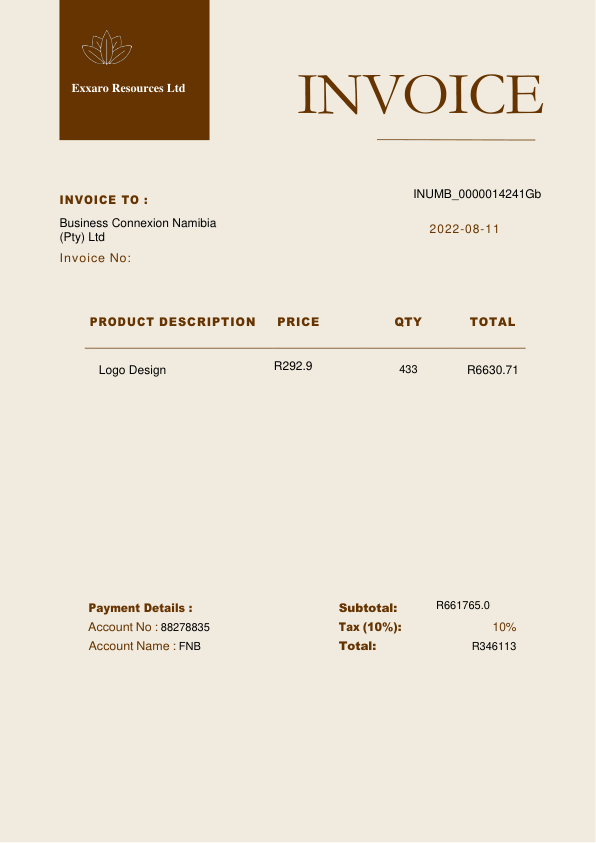 Exxaro Resources Ltd
INVOICE
INUMB_0000014241Gb
INVOICE TO :
Business Connexion Namibia
(Pty) Ltd
2022-08-11
Invoice No:
PRODUCT DESCRIPTION PRICE QTY TOTAL
Logo Design R292.9 433 R6630.71
Payment Details :
Account No : 88278835
Account Name : FNB
Subtotal: R661765.0
Tax (10%): 10%
Total: R346113